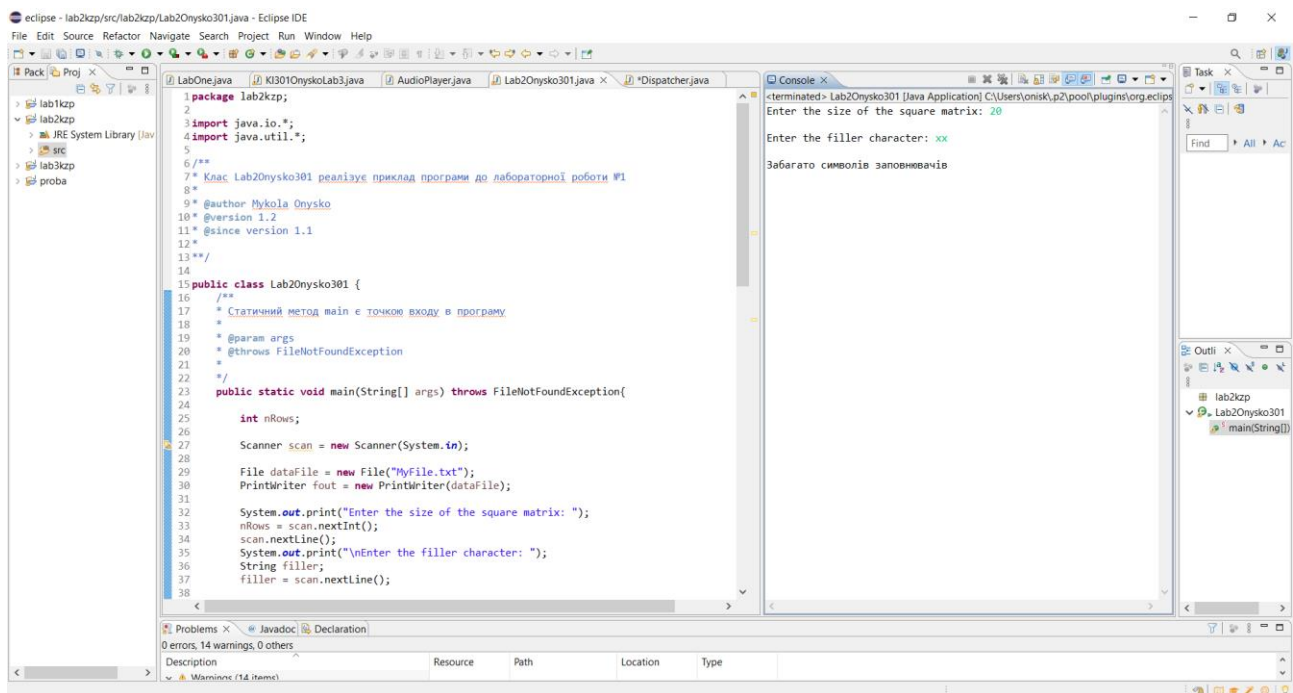 eclipse - lab2kzp/src/lab2kzp/Lab2Onysko301.java - Eclipse IDE
File Edit Source Refactor Navigate Search Project Run Window Help
Pack Proj
lab1kzp
lab2kzp
JRE System Library [Jav
src
lab3kzp
proba
LabOne.java KI301OnyskoLab3.java AudioPlayer.java Lab2Onysko301.java *Dispatcher.java
1 package lab2kzp;
2
3 import java.io.*;
4 import java.util.*;
5
6 /**
7 * Клас Lab2Onysko301 реалізує приклад програми до лабораторної роботи №1
8 *
9 * @author Mykola Onysko
10 * @version 1.2
11 * @since version 1.1
12 *
13 **/
14
15 public class Lab2Onysko301 {
16 /**
17 * Статичний метод main є точкою входу в програму
18 *
19 * @param args
20 * @throws FileNotFoundException
21 *
22 */
23 public static void main(String[] args) throws FileNotFoundException{
24
25 int nRows;
26
27 Scanner scan = new Scanner(System.in);
28
29 File dataFile = new File("MyFile.txt");
30 PrintWriter fout = new PrintWriter(dataFile);
31
32 System.out.print("Enter the size of the square matrix: ");
33 nRows = scan.nextInt();
34 scan.nextLine();
35 System.out.print("\nEnter the filler character: ");
36 String filler;
37 filler = scan.nextLine();
38
Console
<terminated> Lab2Onysko301 [Java Application] C:\Users\onisk\.p2\pool\plugins\org.eclips
Enter the size of the square matrix: 20
Enter the filler character: xx
Забагато символів заповнювачів
Task
Find All Ac
Outli
lab2kzp
Lab2Onysko301
main(String[])
Problems Javadoc Declaration
0 errors, 14 warnings, 0 others
Description Resource Path Location Type
Warnings (14 items)